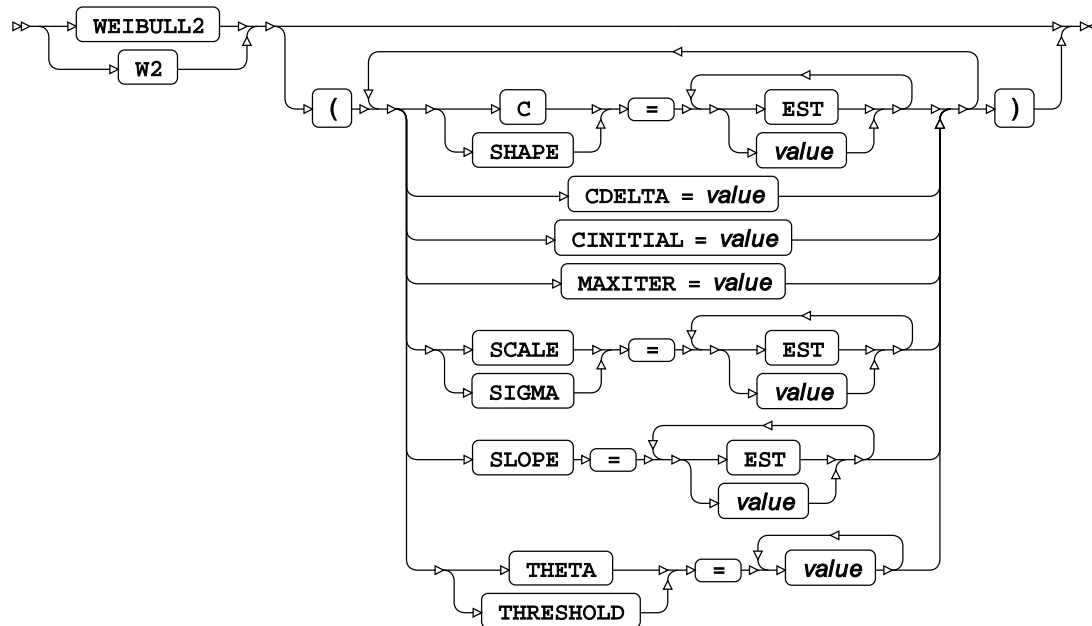 WEIBULL2
W2
( C = EST )
SHAPE value
CDELTA = value
CINITIAL = value
MAXITER = value
SCALE = EST
SIGMA value
SLOPE = EST
value
THETA = value
THRESHOLD